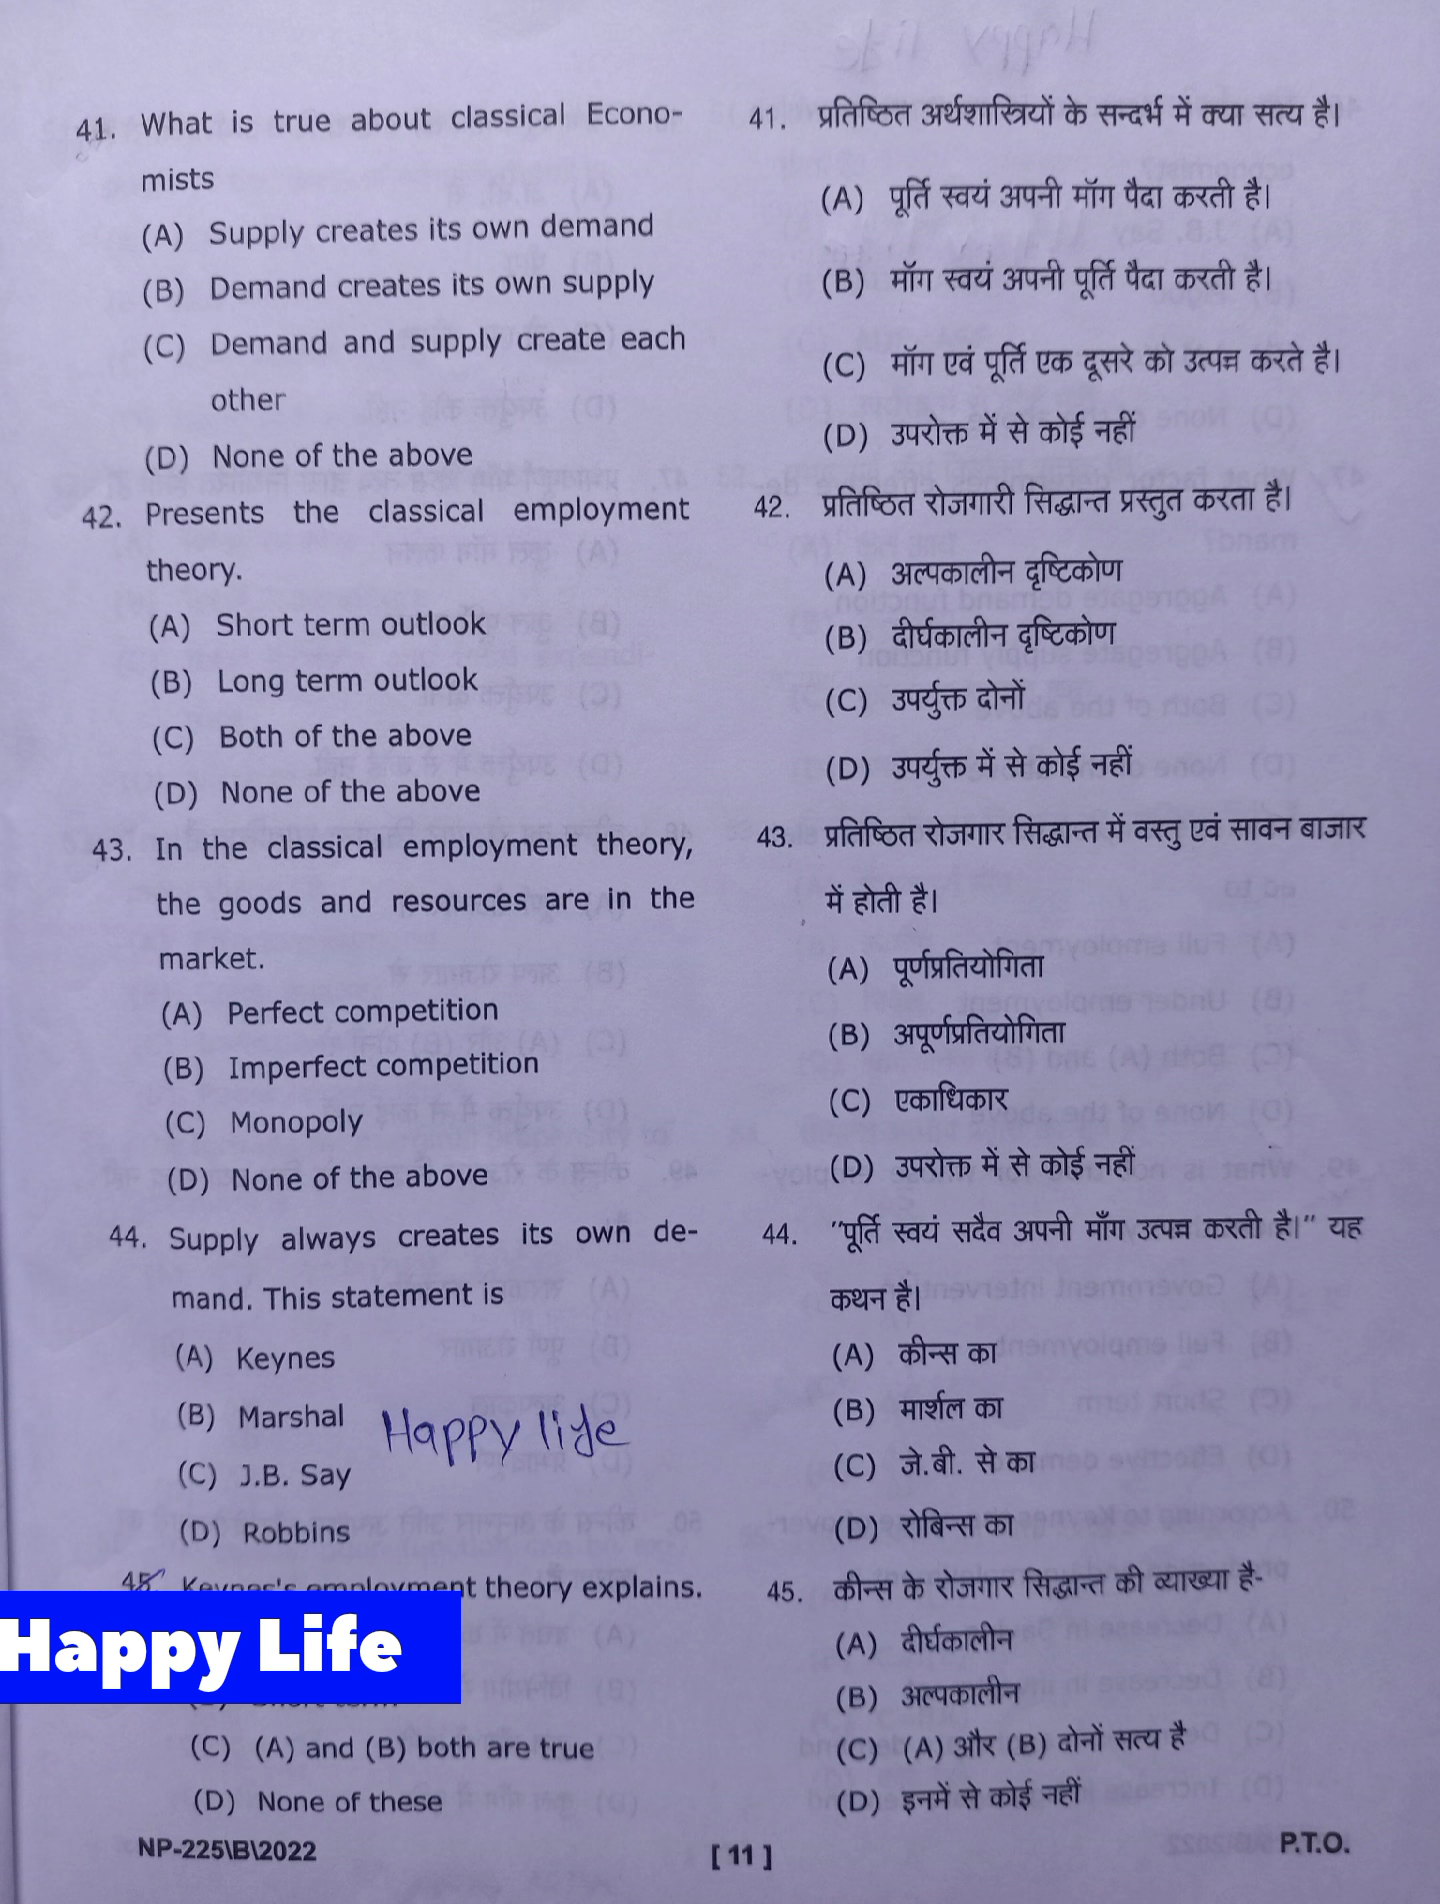 41. What is true about classical Econo-
mists
(A) Supply creates its own demand
(B) Demand creates its own supply
(C) Demand and supply create each
other
(D) None of the above
42. Presents the classical employment
theory.
(A) Short term outlook
(B) Long term outlook
(C) Both of the above
(D) None of the above
43. In the classical employment theory,
the goods and resources are in the
market.
(A) Perfect competition
(B) Imperfect competition
(C) Monopoly
(D) None of the above
44. Supply always creates its own de-
mand. This statement is
(A) Keynes
(B) Marshal
Happy life
(C) J.B. Say
(D) Robbins
45. Keynes's employment theory explains.
Happy Life
(B) Short term
(C) (A) and (B) both are true
(D) None of these
41. प्रतिष्ठित अर्थशास्त्रियों के सन्दर्भ में क्या सत्य है।
(A) पूर्ति स्वयं अपनी मॉग पैदा करती है।
(B) मॉग स्वयं अपनी पूर्ति पैदा करती है।
(C) मॉग एवं पूर्ति एक दूसरे को उत्पन्न करते है।
(D) उपरोक्त में से कोई नहीं
42. प्रतिष्ठित रोजगारी सिद्धान्त प्रस्तुत करता है।
(A) अल्पकालीन दृष्टिकोण
(B) दीर्घकालीन दृष्टिकोण
(C) उपर्युक्त दोनों
(D) उपर्युक्त में से कोई नहीं
43. प्रतिष्ठित रोजगार सिद्धान्त में वस्तु एवं सावन बाजार
में होती है।
(A) पूर्णप्रतियोगिता
(B) अपूर्णप्रतियोगिता
(C) एकाधिकार
(D) उपरोक्त में से कोई नहीं
44. "पूर्ति स्वयं सदैव अपनी माँग उत्पन्न करती है।" यह
कथन है।
(A) कीन्स का
(B) मार्शल का
(C) जे.बी. से का
(D) रोबिन्स का
45. कीन्स के रोजगार सिद्धान्त की व्याख्या है-
(A) दीर्घकालीन
(B) अल्पकालीन
(C) (A) और (B) दोनों सत्य है
(D) इनमें से कोई नहीं
NP-225\B\2022
[ 11 ]
P.T.O.